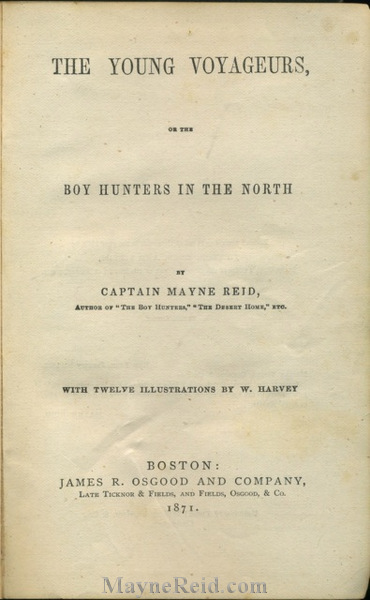 THE YOUNG VOYAGEURS,
OR THE
BOY HUNTERS IN THE NORTH
BY
CAPTAIN MAYNE REID,
AUTHOR OF "THE BOY HUNTERS," "THE DESERT HOME," ETC.
WITH TWELVE ILLUSTRATIONS BY W. HARVEY
BOSTON:
JAMES R. OSGOOD AND COMPANY,
LATE TICKNOR & FIELDS, AND FIELDS, OSGOOD, & CO.
1871.
MayneReid.com